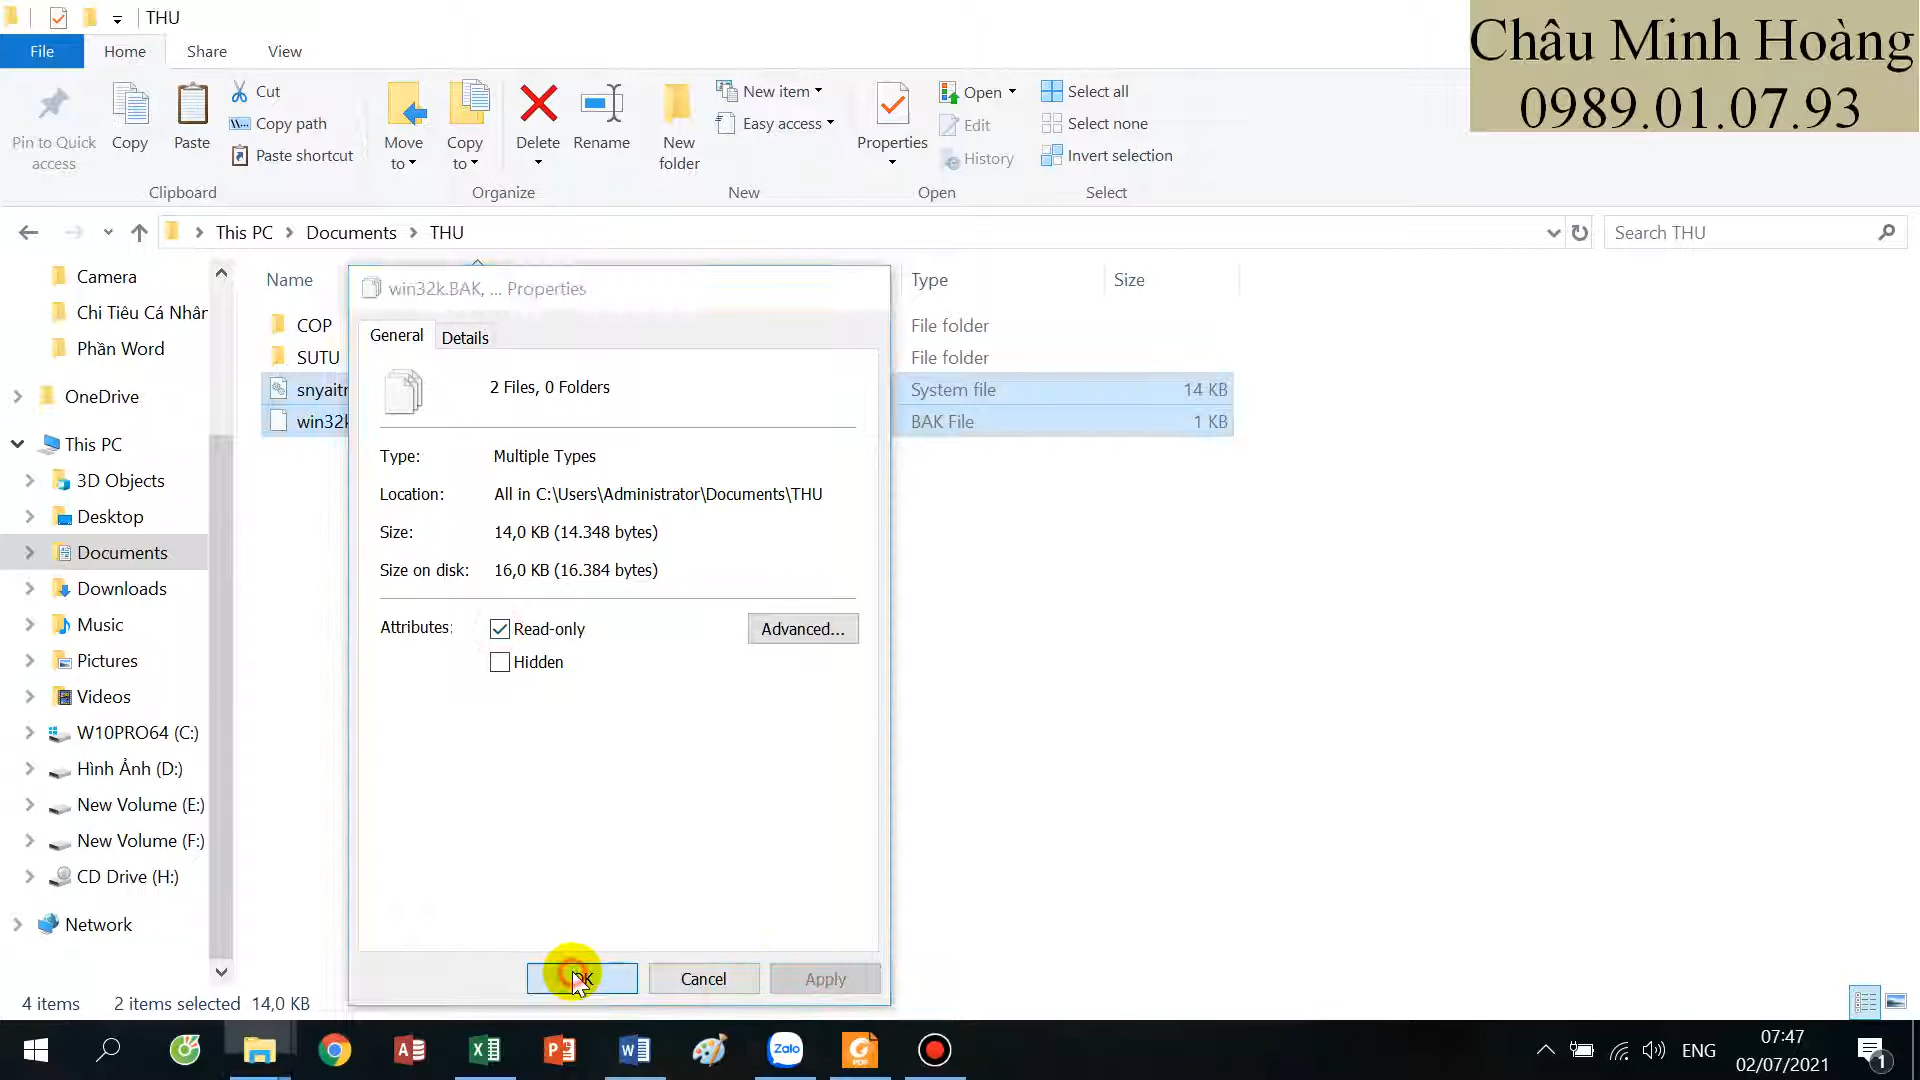 THU
Châu Minh Hoàng
0989.01.07.93
File
Home
Share
View
Pin to Quick access
Copy
Paste
Cut
Copy path
Paste shortcut
Clipboard
Move to
Copy to
Delete
Rename
Organize
New folder
New item
Easy access
New
Properties
Open
Edit
History
Open
Select all
Select none
Invert selection
Select
This PC
Documents
THU
Search THU
Camera
Chi Tiêu Cá Nhân
Phần Word
OneDrive
This PC
3D Objects
Desktop
Documents
Downloads
Music
Pictures
Videos
W10PRO64 (C:)
Hình Ảnh (D:)
New Volume (E:)
New Volume (F:)
CD Drive (H:)
Network
Name
Type
Size
COP
File folder
SUTU
File folder
System file
14 KB
BAK File
1 KB
win32k.BAK, ... Properties
General
Details
2 Files, 0 Folders
Type:
Multiple Types
Location:
All in C:\Users\Administrator\Documents\THU
Size:
14,0 KB (14.348 bytes)
Size on disk:
16,0 KB (16.384 bytes)
Attributes:
Read-only
Hidden
Advanced...
OK
Cancel
Apply
4 items
2 items selected
14,0 KB
Zalo
PDF
ENG
07:47
02/07/2021
1